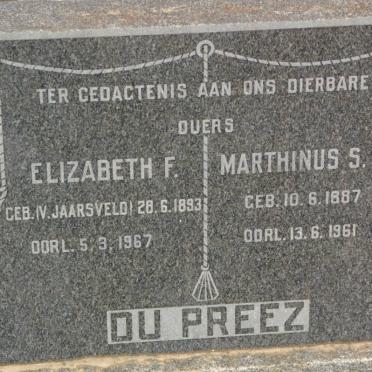 TER GEDACTENIS AAN ONS DIERBARE
OUERS
ELIZABETH F.
GEB. (V. JAARSVELD) 28.6.1893
OORL. 5.3.1967
MARTHINUS S.
GEB. 10.6.1887
OORL. 13.6.1961
DU PREEZ